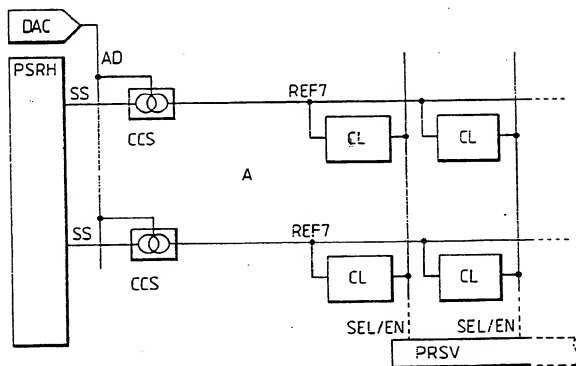 DAC
PSRH
AD
SS
REF7
CCS
CL
CL
A
SS
REF7
CCS
CL
CL
SEL/EN
SEL/EN
PRSV